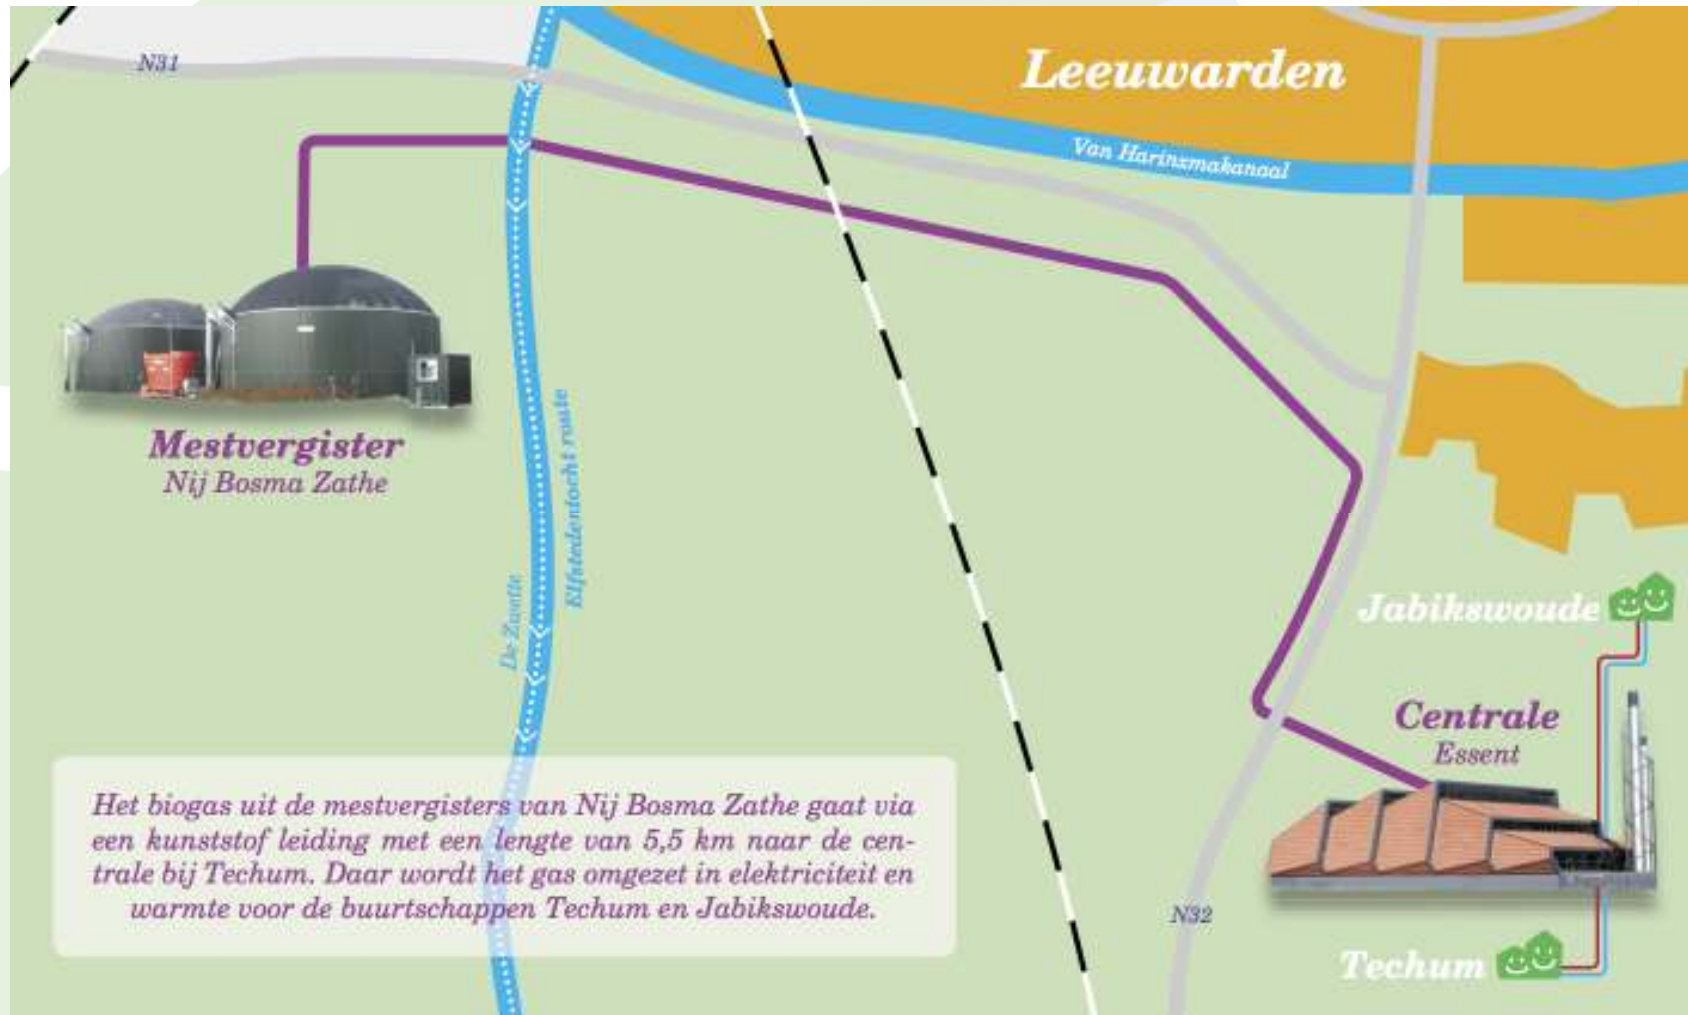 N31
Leeuwarden
Van Harinxmakanaal
Mestvergister
Nij Bosma Zathe
Elfstedentocht route
De Zwette
Jabikswoude
Centrale
Essent
Het biogas uit de mestvergisters van Nij Bosma Zathe gaat via
een kunststof leiding met een lengte van 5,5 km naar de cen-
trale bij Techum. Daar wordt het gas omgezet in elektriciteit en
warmte voor de buurtschappen Techum en Jabikswoude.
N32
Techum